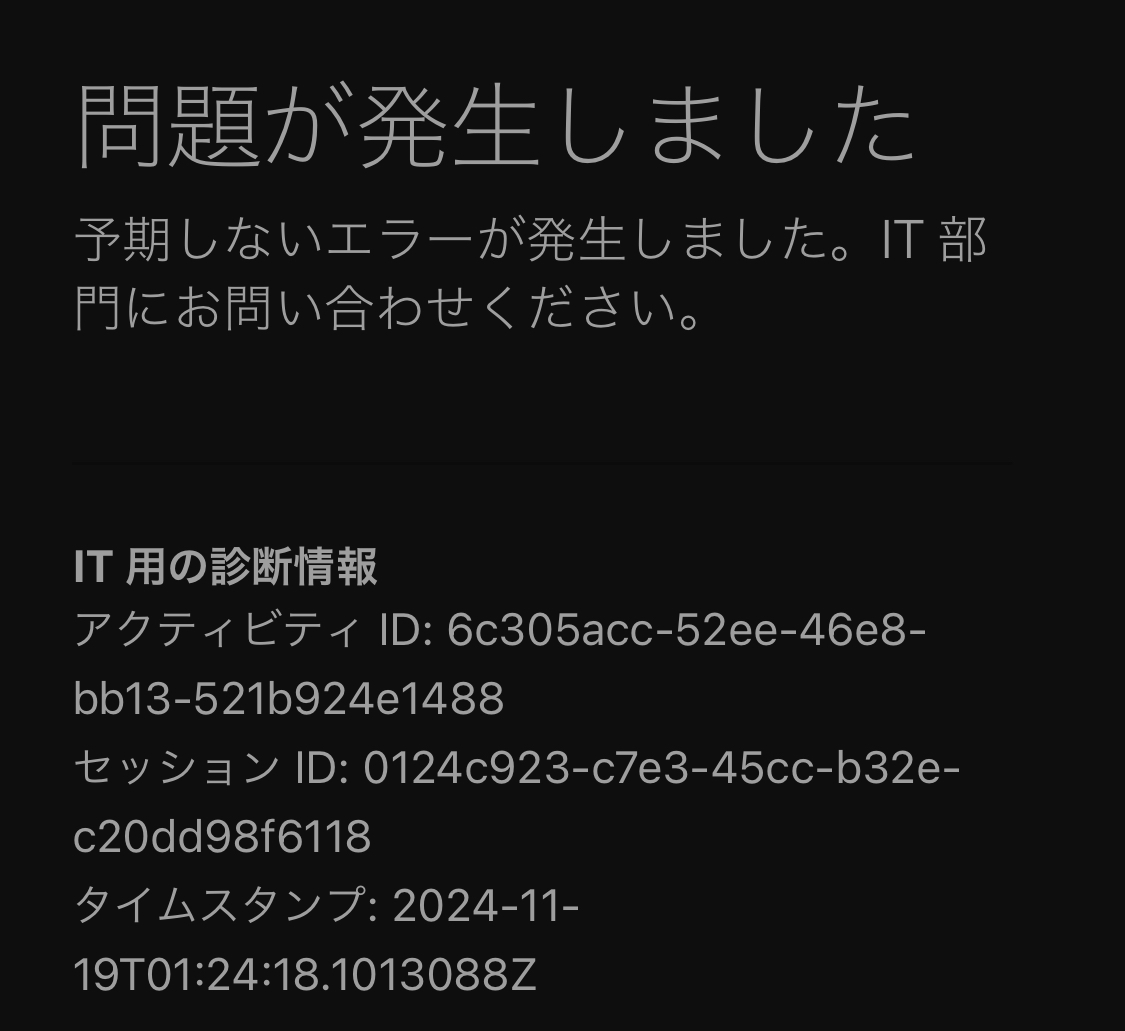 問題が発生しました
予期しないエラーが発生しました。IT 部
門にお問い合わせください。
IT 用の診断情報
アクティビティ ID: 6c305acc-52ee-46e8-
bb13-521b924e1488
セッション ID: 0124c923-c7e3-45cc-b32e-
c20dd98f6118
タイムスタンプ: 2024-11-
19T01:24:18.1013088Z